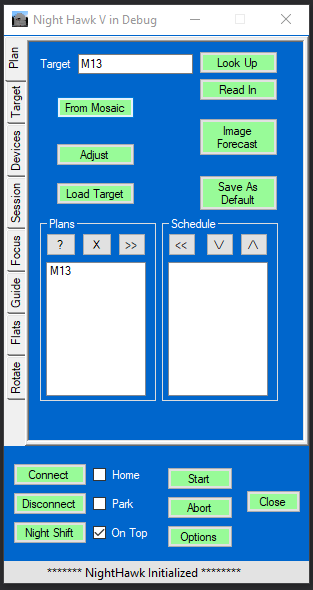 Night Hawk V in Debug
Plan
Target
Devices
Session
Focus
Guide
Flats
Rotate
Target M13 Look Up
Read In
From Mosaic
Image
Forecast
Adjust
Load Target
Save As
Default
Plans
? X >>
M13
Schedule
<< \/ /\
Connect Home Start
Disconnect Park Abort Close
Night Shift On Top Options
******* NightHawk Initialized ********